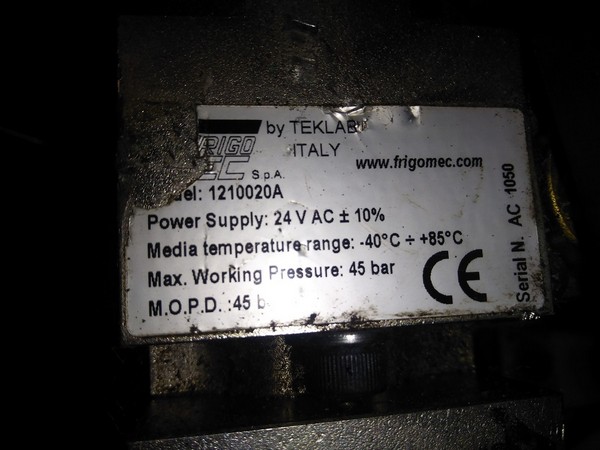 by TEKLAB
ITALY
www.frigomec.com
S.p.A.
1210020A
Power Supply: 24 V AC ± 10%
Media temperature range: -40°C ÷ +85°C
Max. Working Pressure: 45 bar
M.O.P.D. :45 b
CE
Serial N. AC 1050